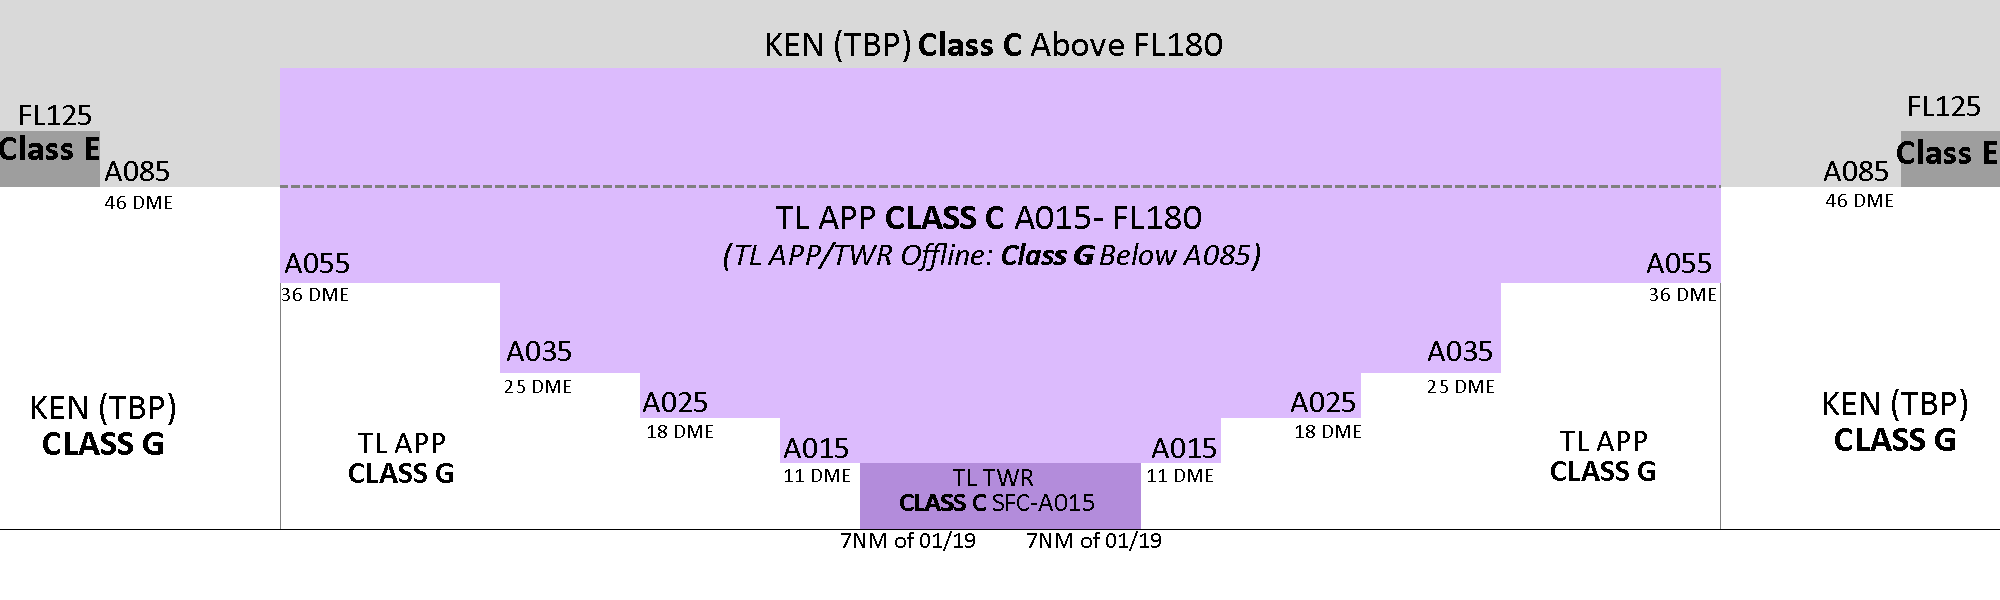 KEN (TBP) Class C Above FL180
FL125
Class E
A085
46 DME
FL125
Class E
A085
46 DME
TL APP CLASS C A015- FL180
(TL APP/TWR Offline: Class G Below A085)
A055
36 DME
A055
36 DME
A035
25 DME
A035
25 DME
A025
18 DME
A025
18 DME
KEN (TBP)
CLASS G
TL APP
CLASS G
A015
11 DME
A015
11 DME
TL TWR
CLASS C SFC-A015
TL APP
CLASS G
KEN (TBP)
CLASS G
7NM of 01/19
7NM of 01/19